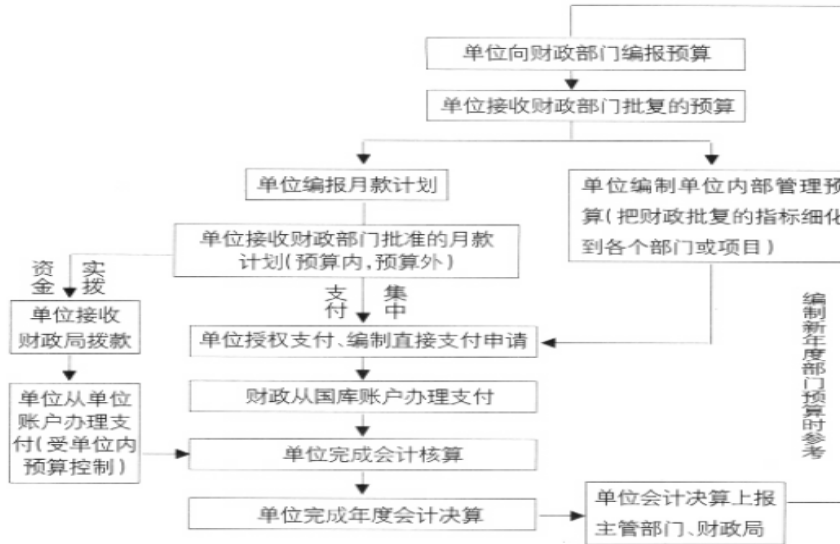 单位向财政部门编报预算
单位接收财政部门批复的预算
单位编报月款计划
单位编制单位内部管理预
算(把财政批复的指标细化
到各个部门或项目)
单位接收财政部门批准的月款
计划(预算内,预算外)
资金
实拨
支付
集中
单位接收
财政局拨款
单位授权支付、编制直接支付申请
编制新年度部门预算时参考
单位从单位
账户办理支
付(受单位内
预算控制)
财政从国库账户办理支付
单位完成会计核算
单位完成年度会计决算
单位会计决算上报
主管部门、财政局